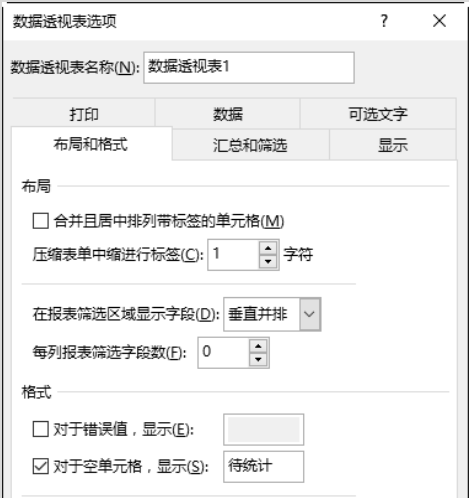 数据透视表选项 ? ×
数据透视表名称(N): 数据透视表1
打印 数据 可选文字
布局和格式 汇总和筛选 显示
布局
合并且居中排列带标签的单元格(M)
压缩表单中缩进行标签(C): 1 字符
在报表筛选区域显示字段(D): 垂直并排
每列报表筛选字段数(F): 0
格式
对于错误值，显示(E):
对于空单元格，显示(S): 待统计